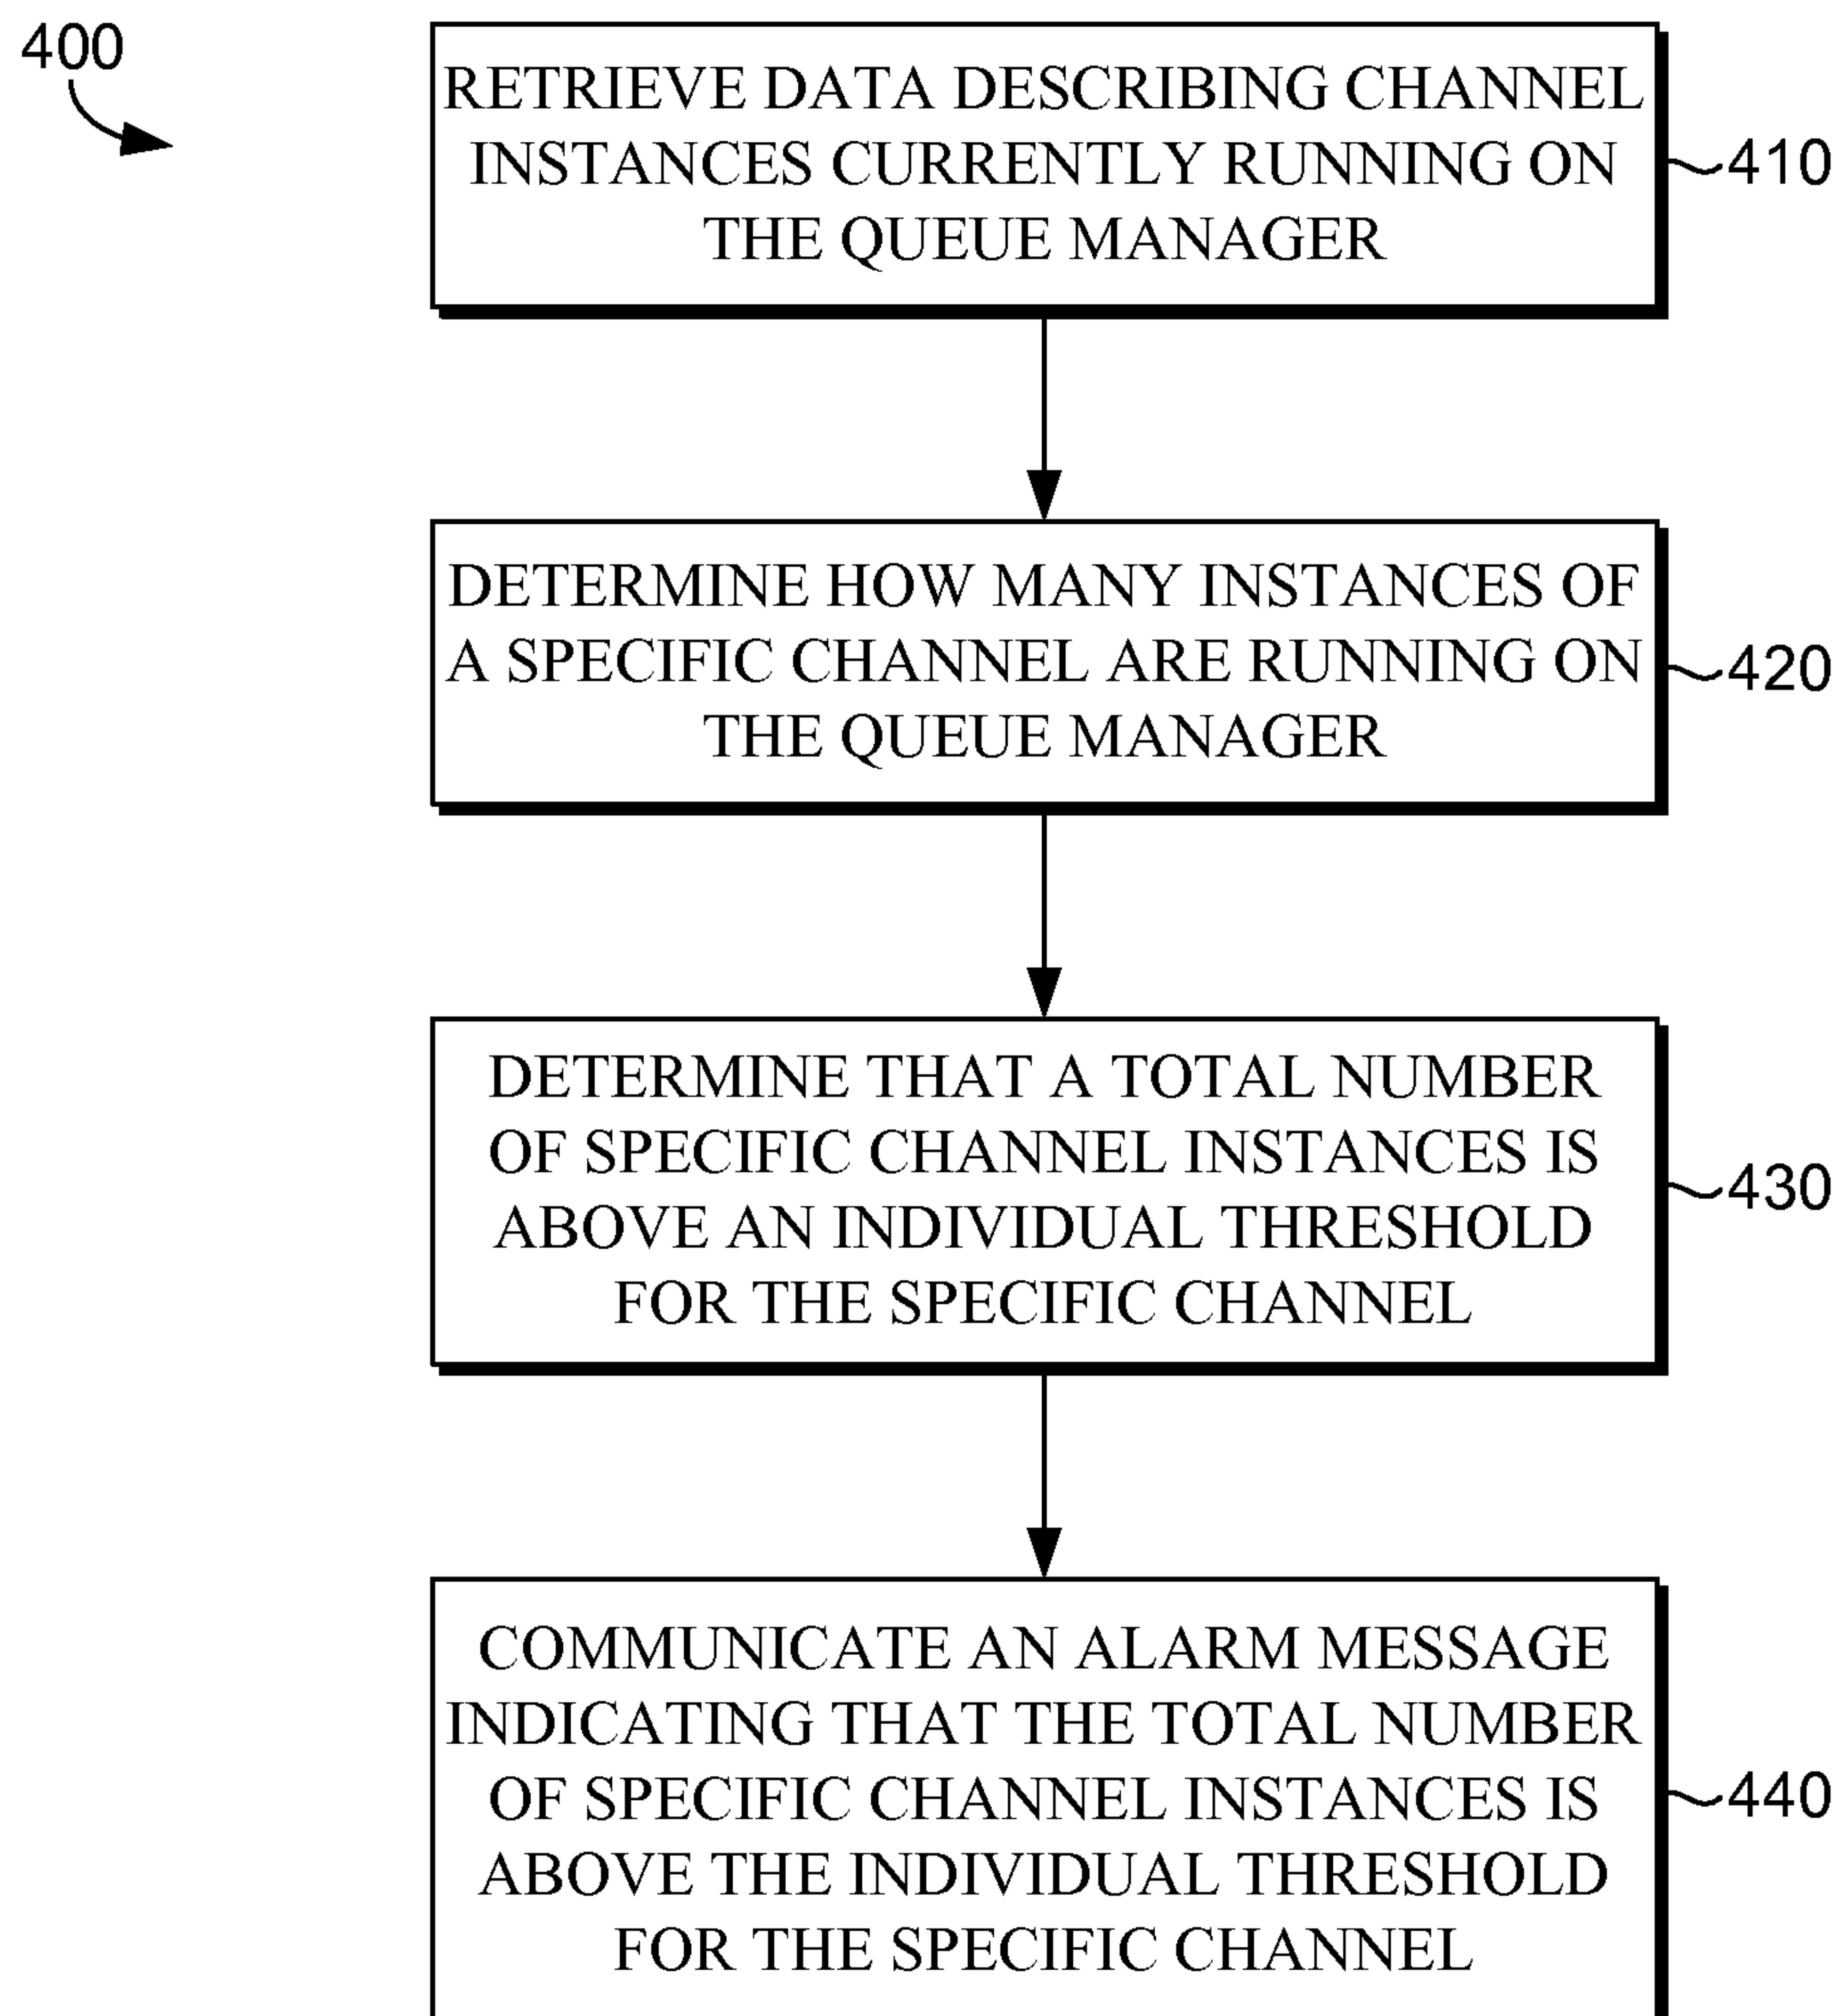 400
RETRIEVE DATA DESCRIBING CHANNEL
INSTANCES CURRENTLY RUNNING ON
THE QUEUE MANAGER
410
DETERMINE HOW MANY INSTANCES OF
A SPECIFIC CHANNEL ARE RUNNING ON
THE QUEUE MANAGER
420
DETERMINE THAT A TOTAL NUMBER
OF SPECIFIC CHANNEL INSTANCES IS
ABOVE AN INDIVIDUAL THRESHOLD
FOR THE SPECIFIC CHANNEL
430
COMMUNICATE AN ALARM MESSAGE
INDICATING THAT THE TOTAL NUMBER
OF SPECIFIC CHANNEL INSTANCES IS
ABOVE THE INDIVIDUAL THRESHOLD
FOR THE SPECIFIC CHANNEL
440